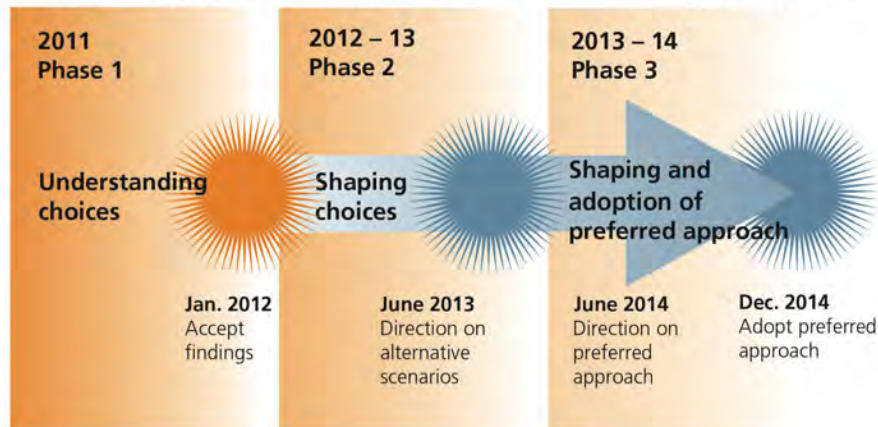 2011
Phase 1
2012 – 13
Phase 2
2013 – 14
Phase 3
Understanding
choices
Shaping
choices
Shaping and
adoption of
preferred approach
Jan. 2012
Accept
findings
June 2013
Direction on
alternative
scenarios
June 2014
Direction on
preferred
approach
Dec. 2014
Adopt preferred
approach